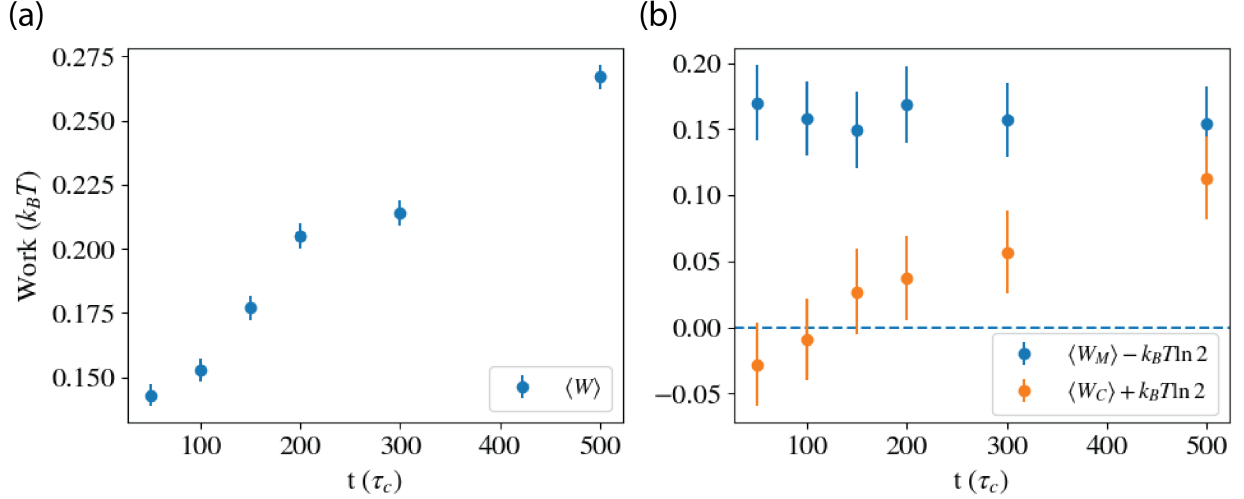 (a)
(b)
0.275
0.250
0.225
0.200
0.175
0.150
Work (k_BT)
100
200
300
400
500
t (τ_c)
⟨W⟩
0.20
0.15
0.10
0.05
0.00
−0.05
100
200
300
400
500
t (τ_c)
⟨W_M⟩ − k_BT ln 2
⟨W_C⟩ + k_BT ln 2